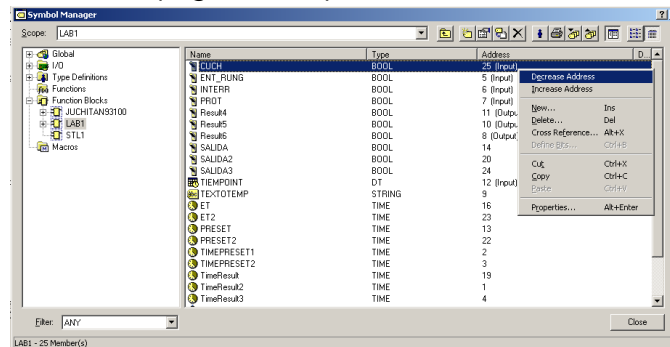 Symbol Manager
Scope: LAB1
Global
I/O
Type Definitions
Functions
Function Blocks
JUCHITAN93100
LAB1
STL1
Macros
Name Type Address D..
CUCH BOOL 25 (Input)
ENT_RUNG BOOL 5 (Input)
INTERR BOOL 6 (Input)
PROT BOOL 7 (Input)
Result4 BOOL 11 (Outpu
Result5 BOOL 10 (Outpu
Result6 BOOL 8 (Output)
SALIDA BOOL 14
SALIDA2 BOOL 20
SALIDA3 BOOL 24
TIEMPOINT DT 12 (Input)
TEXTOTEMP STRING 9
ET TIME 16
ET2 TIME 23
PRESET TIME 13
PRESET2 TIME 22
TIMEPRESET1 TIME 2
TIMEPRESET2 TIME 3
TimeResult TIME 19
TimeResult2 TIME 1
TimeResult3 TIME 4
Decrease Address
Increase Address
New... Ins
Delete... Del
Cross Reference... Alt+X
Define Bits... Ctrl+B
Cut Ctrl+X
Copy Ctrl+C
Paste Ctrl+V
Properties... Alt+Enter
Filter: ANY
Close
LAB1 - 25 Member(s)